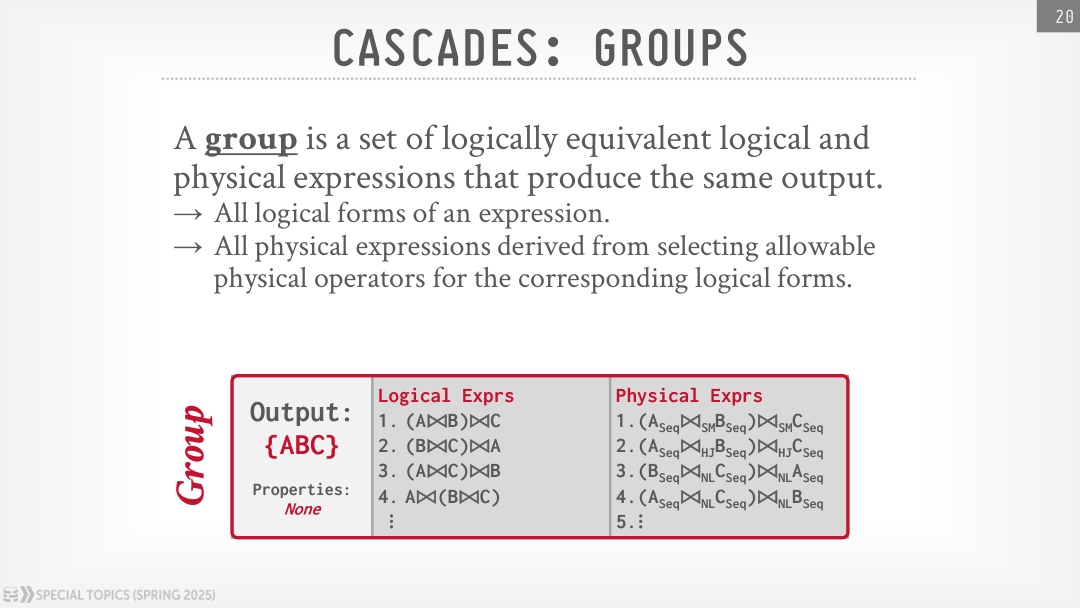 20
CASCADES: GROUPS
A group is a set of logically equivalent logical and
physical expressions that produce the same output.
→ All logical forms of an expression.
→ All physical expressions derived from selecting allowable
physical operators for the corresponding logical forms.
Group
Output:
{ABC}
Properties:
None
Logical Exprs
1. (A⋈B)⋈C
2. (B⋈C)⋈A
3. (A⋈C)⋈B
4. A⋈(B⋈C)
⋮
Physical Exprs
1.(ASeq⋈SMBSeq)⋈SMCSeq
2.(ASeq⋈HJBSeq)⋈HJCSeq
3.(BSeq⋈NLCSeq)⋈NLASeq
4.(ASeq⋈NLCSeq)⋈NLBSeq
5.⋮
SPECIAL TOPICS (SPRING 2025)